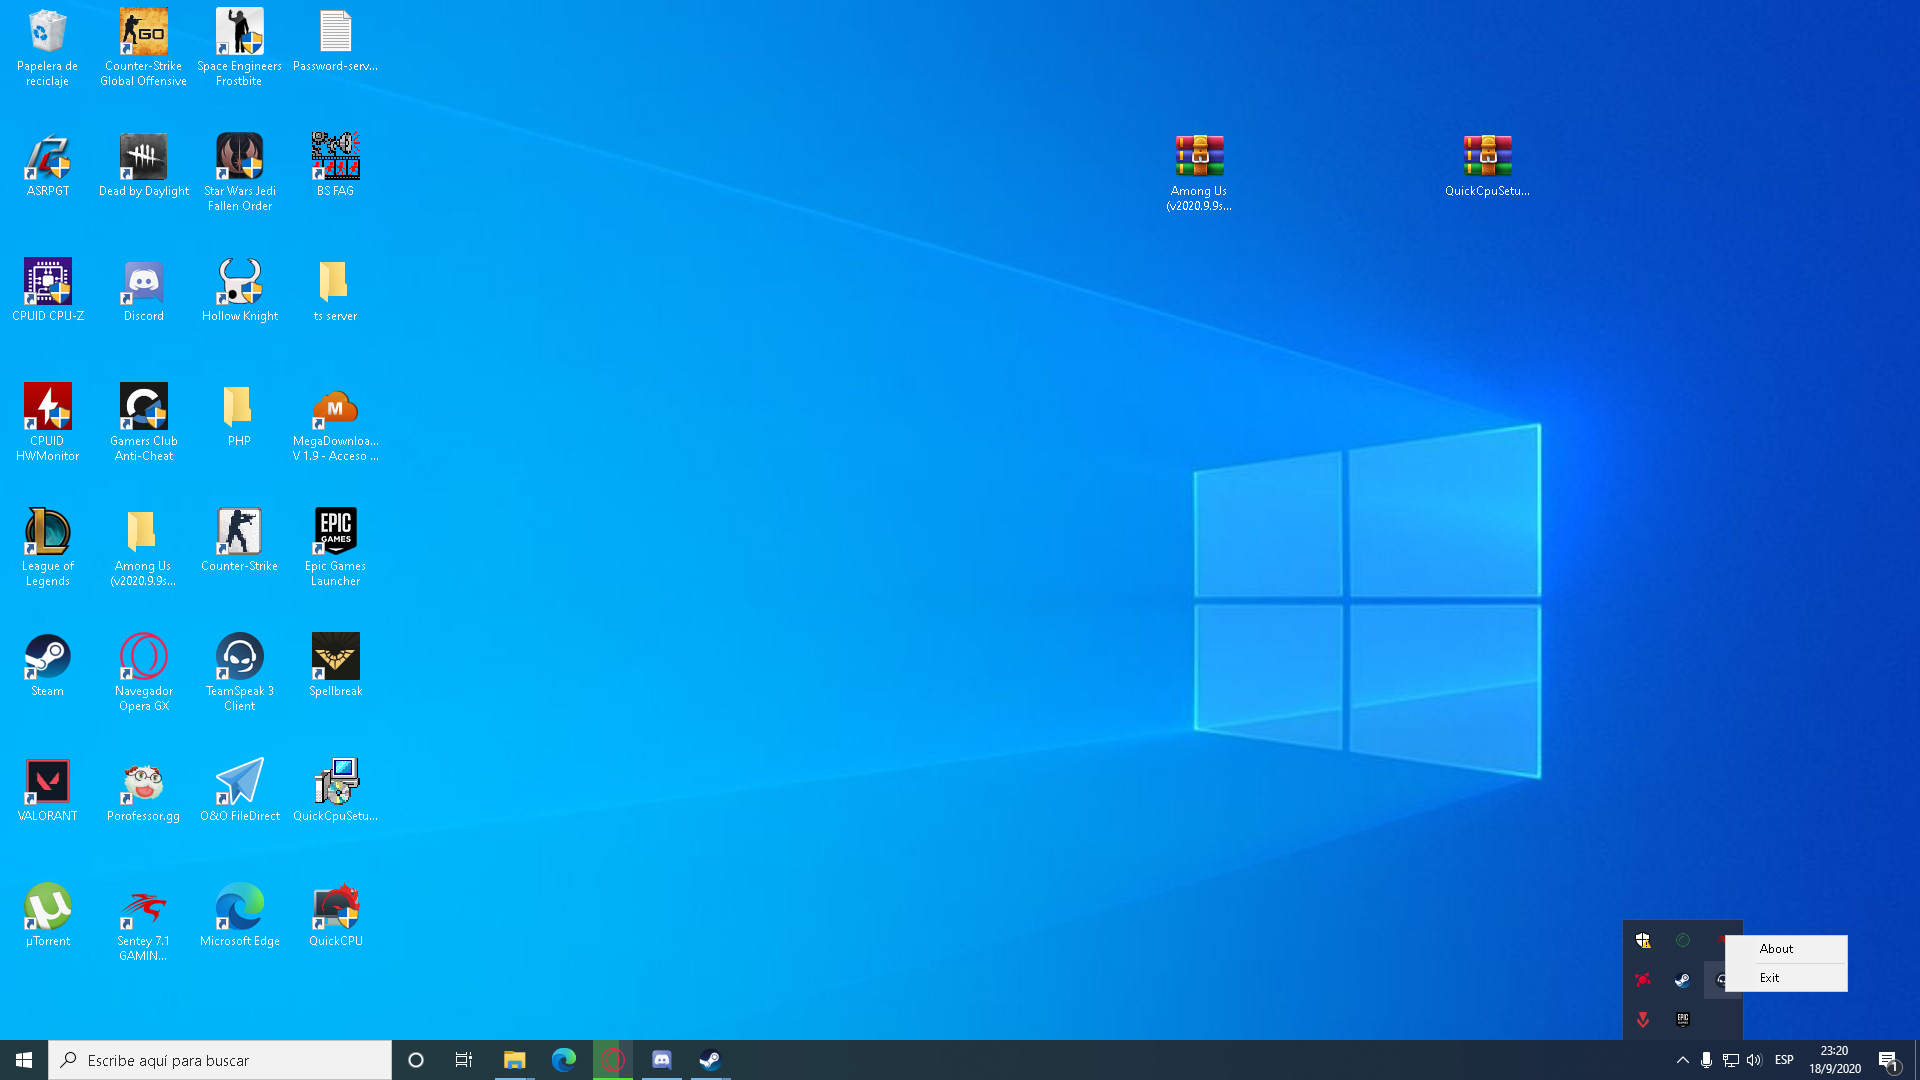 Papelera de
reciclaje
Counter-Strike
Global Offensive
GO
Space Engineers
Frostbite
Password-serv...
ASRPGT
Dead by Daylight
Star Wars Jedi
Fallen Order
BS FAG
Among Us
(v2020.9.9s...
QuickCpuSetu...
CPUID CPU-Z
Discord
Hollow Knight
ts server
CPUID
HWMonitor
Gamers Club
Anti-Cheat
PHP
M
MegaDownloa...
V 1.9 - Acceso ...
League of
Legends
Among Us
(v2020.9.9s...
Counter-Strike
EPIC
GAMES
Epic Games
Launcher
Steam
Navegador
Opera GX
TeamSpeak 3
Client
Spellbreak
VALORANT
Porofessor.gg
O&O FileDirect
QuickCpuSetu...
µ
µTorrent
Sentey 7.1
GAMIN...
Microsoft Edge
QuickCPU
About
Exit
EPIC
Escribe aquí para buscar
ESP
23:20
18/9/2020
1